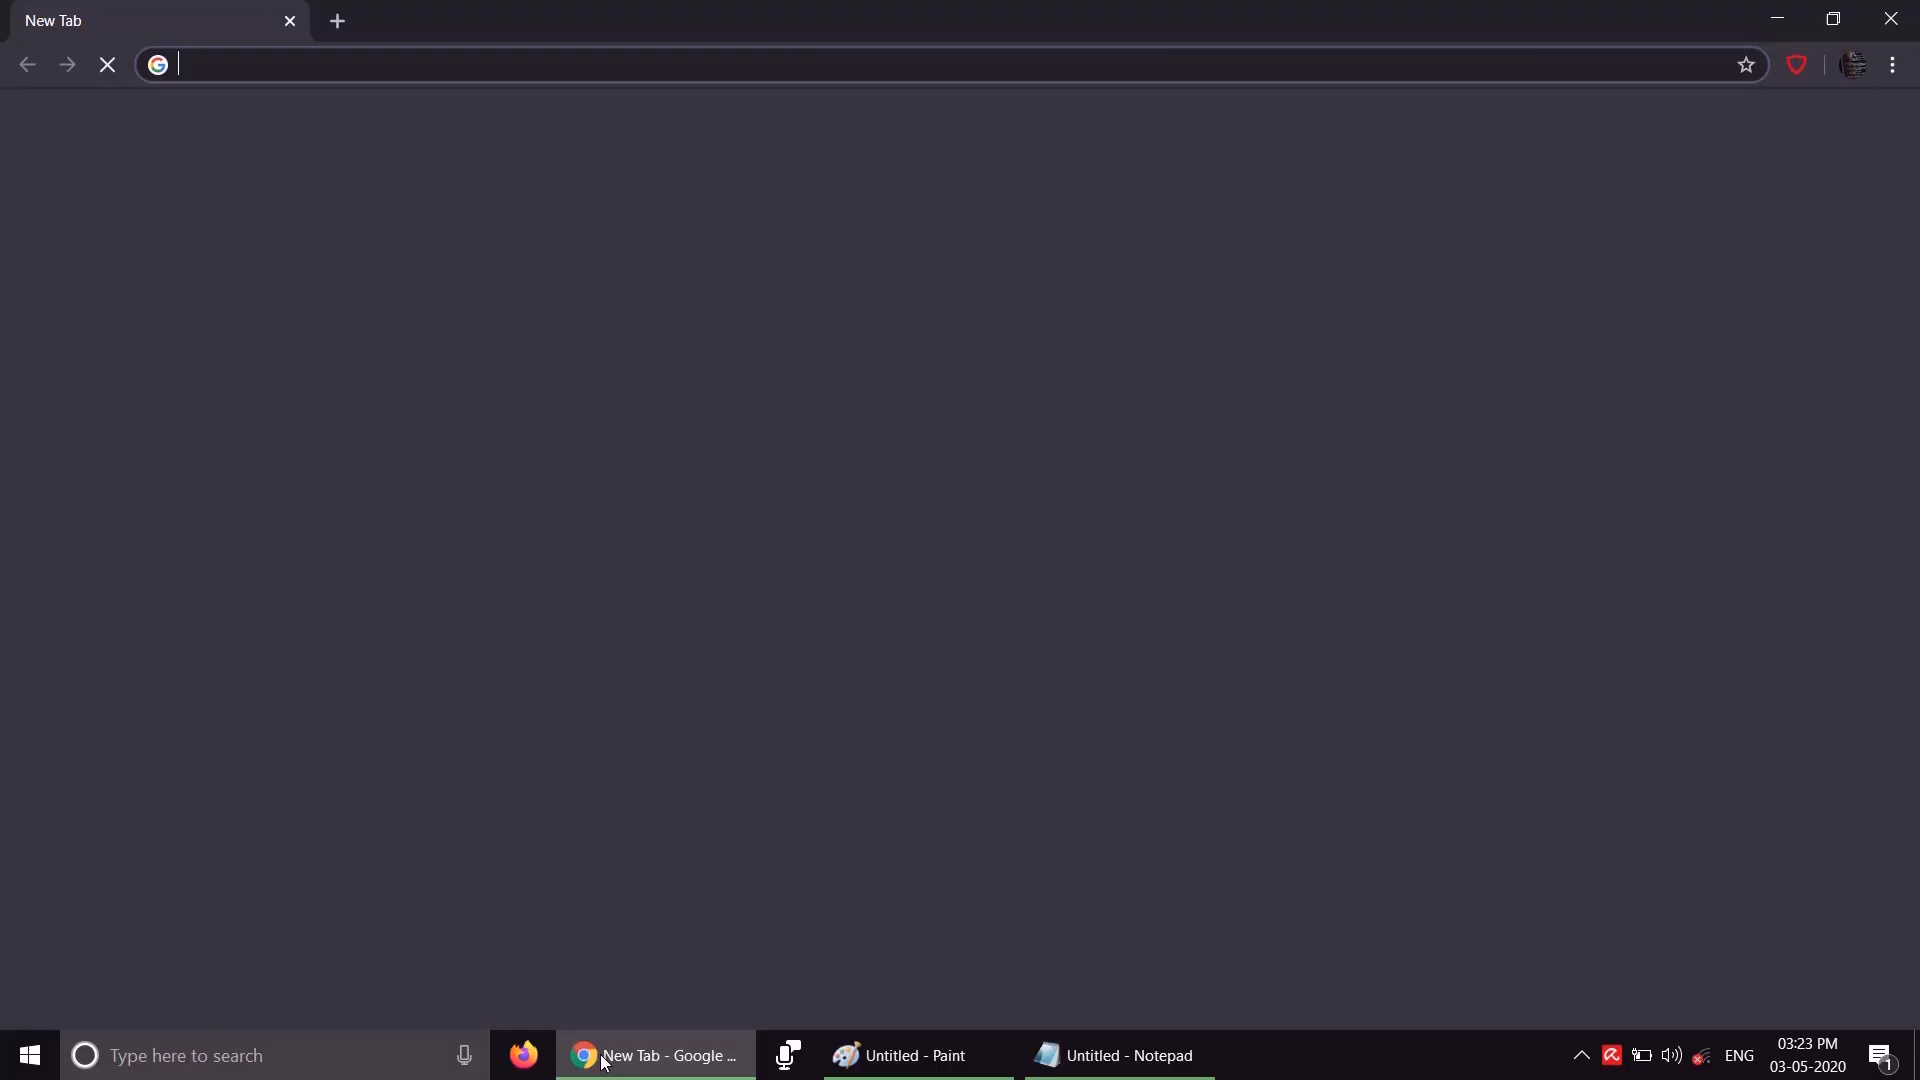 New Tab
Type here to search
New Tab - Google ...
Untitled - Paint
Untitled - Notepad
ENG
03:23 PM
03-05-2020
1